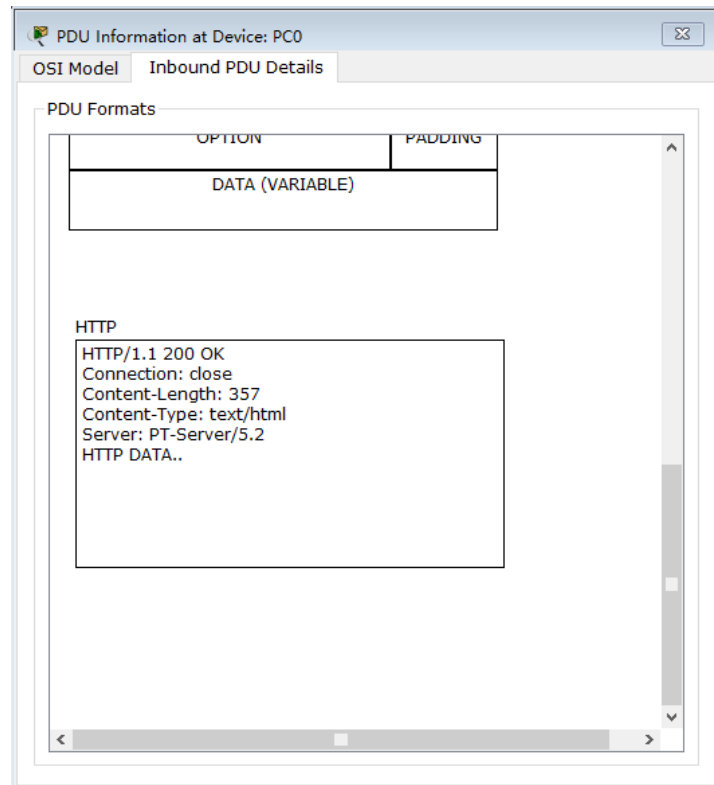 PDU Information at Device: PC0
OSI Model Inbound PDU Details
PDU Formats
OPTION PADDING
DATA (VARIABLE)
HTTP
HTTP/1.1 200 OK
Connection: close
Content-Length: 357
Content-Type: text/html
Server: PT-Server/5.2
HTTP DATA..